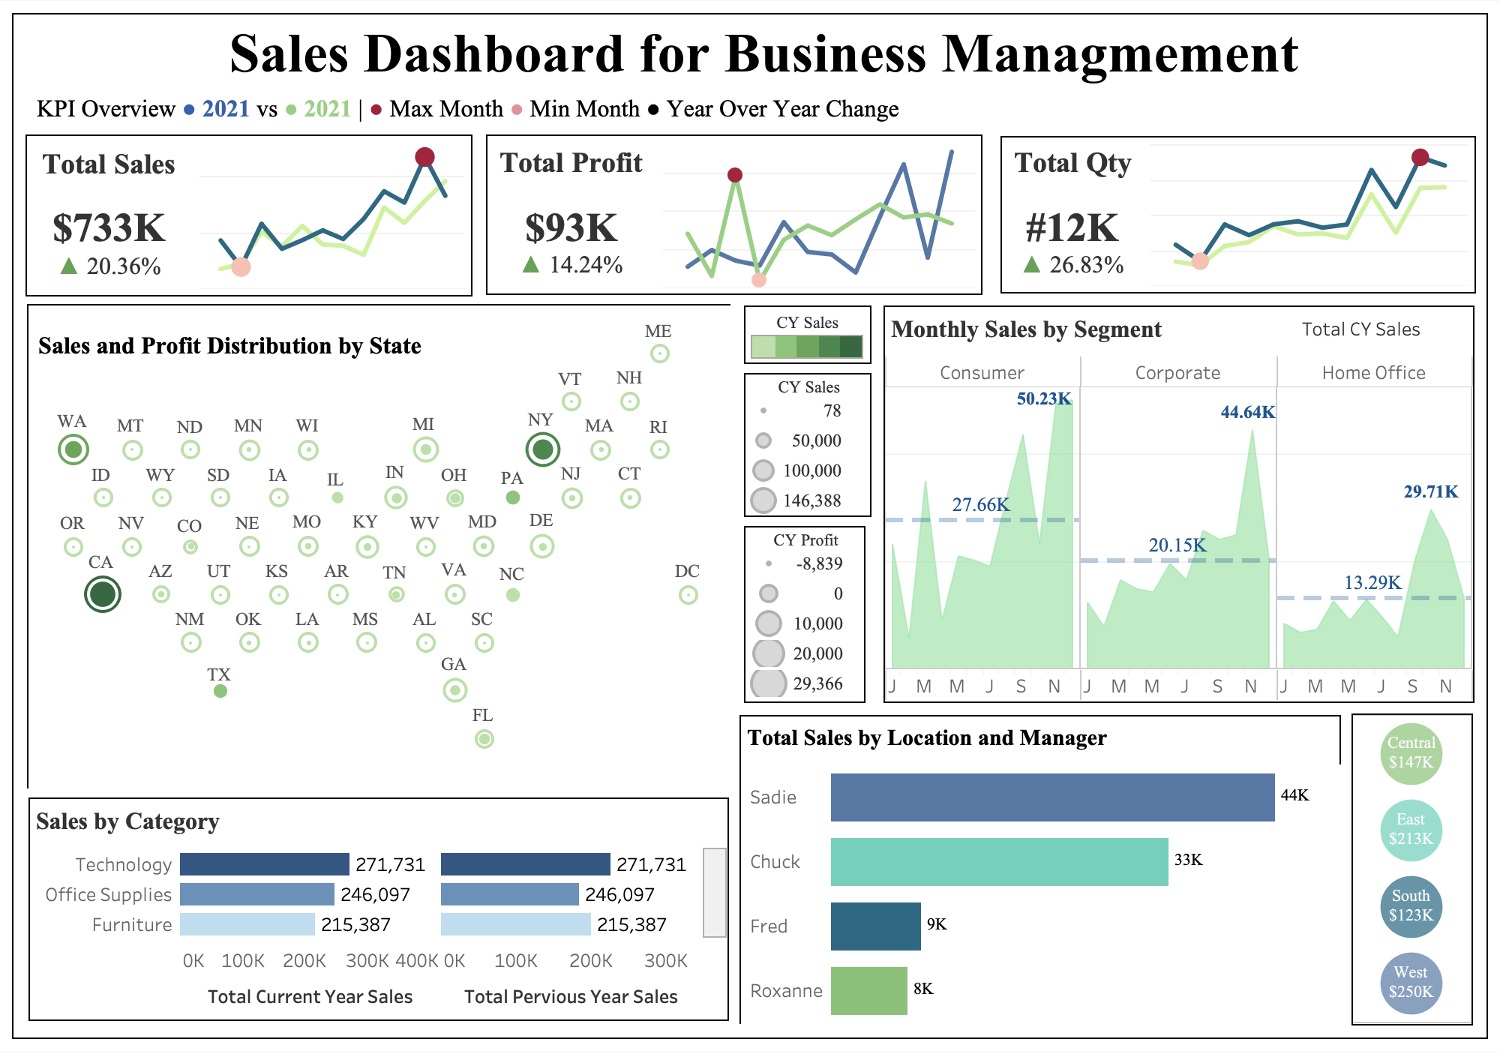 Sales Dashboard for Business Managmement
KPI Overview ● 2021 vs ● 2021 | ● Max Month ● Min Month ● Year Over Year Change
Total Sales
$733K
▲ 20.36%
Total Profit
$93K
▲ 14.24%
Total Qty
#12K
▲ 26.83%
Sales and Profit Distribution by State
ME
VT NH
WA MT ND MN WI MI NY MA RI
ID WY SD IA IL IN OH PA NJ CT
OR NV CO NE MO KY WV MD DE
CA AZ UT KS AR TN VA NC DC
NM OK LA MS AL SC
TX GA
FL
CY Sales
CY Sales
78
50,000
100,000
146,388
CY Profit
-8,839
0
10,000
20,000
29,366
Monthly Sales by Segment
Total CY Sales
Consumer Corporate Home Office
50.23K
44.64K
29.71K
27.66K
20.15K
13.29K
J M M J S N J M M J S N J M M J S N
Sales by Category
Technology 271,731 271,731
Office Supplies 246,097 246,097
Furniture 215,387 215,387
0K 100K 200K 300K 400K 0K 100K 200K 300K
Total Current Year Sales Total Pervious Year Sales
Total Sales by Location and Manager
Sadie 44K
Chuck 33K
Fred 9K
Roxanne 8K
Central
$147K
East
$213K
South
$123K
West
$250K